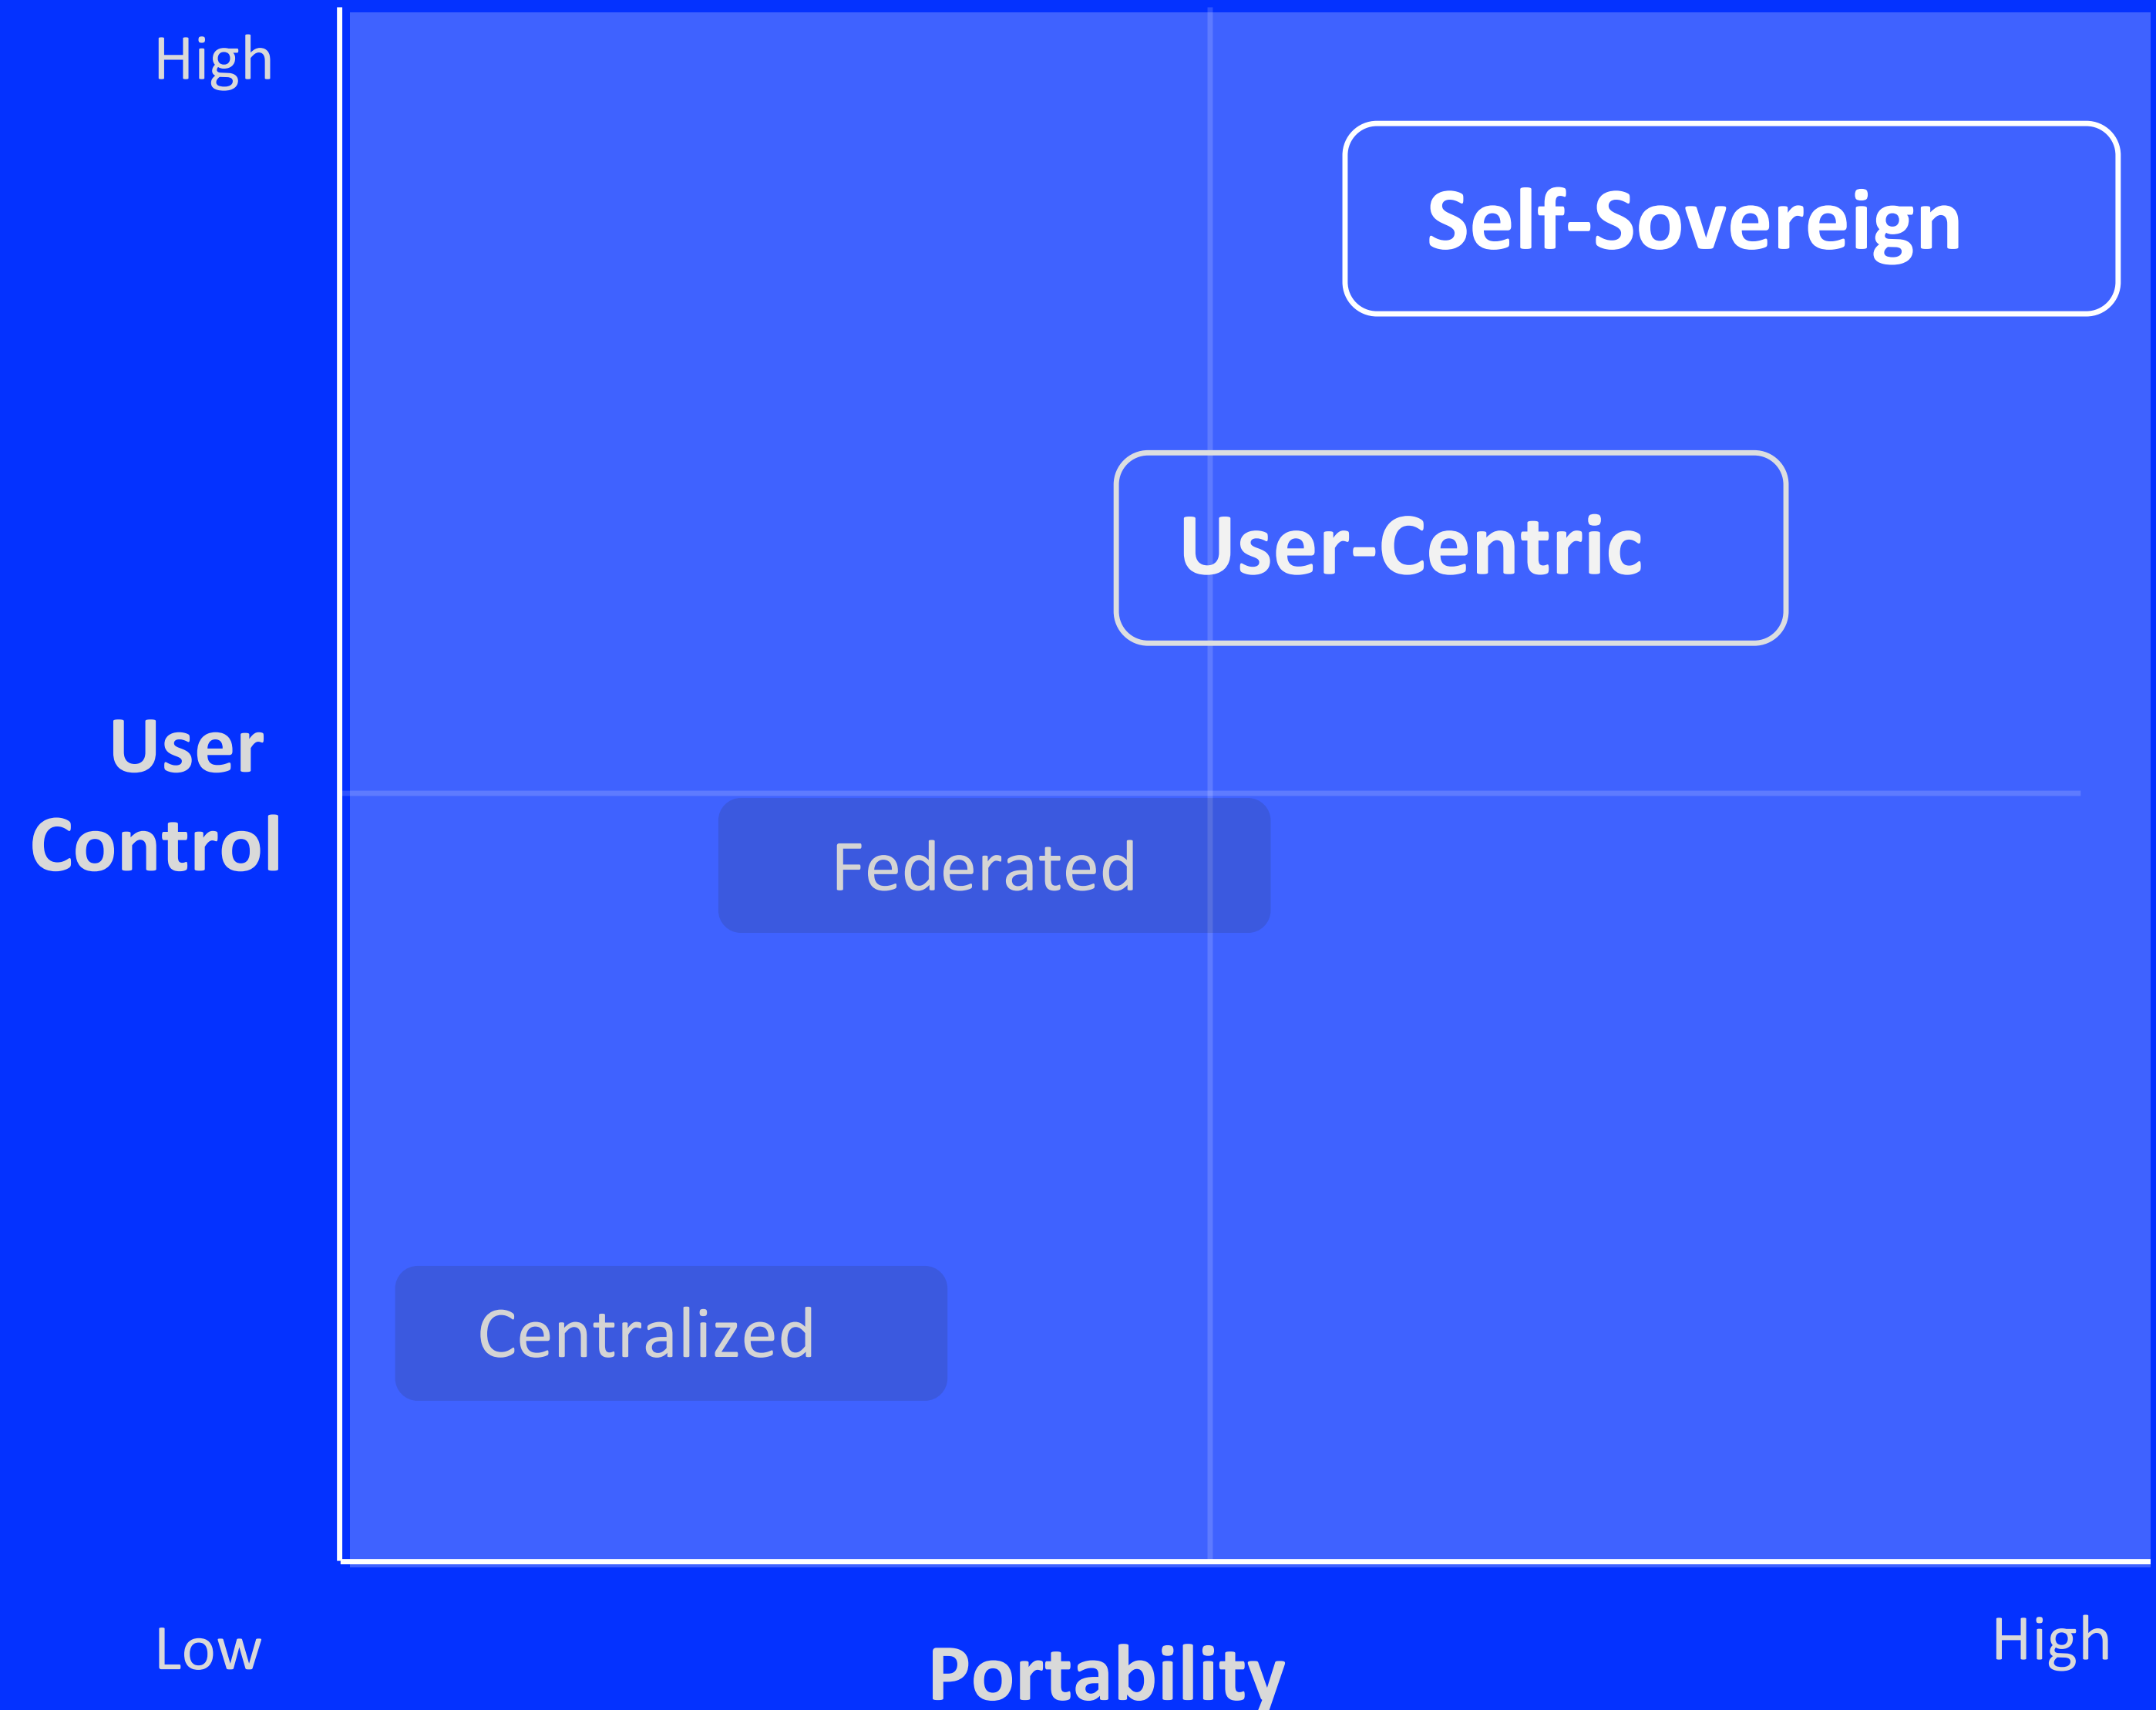 High
Self-Sovereign
User-Centric
User
Control
Federated
Centralized
Low
Portability
High